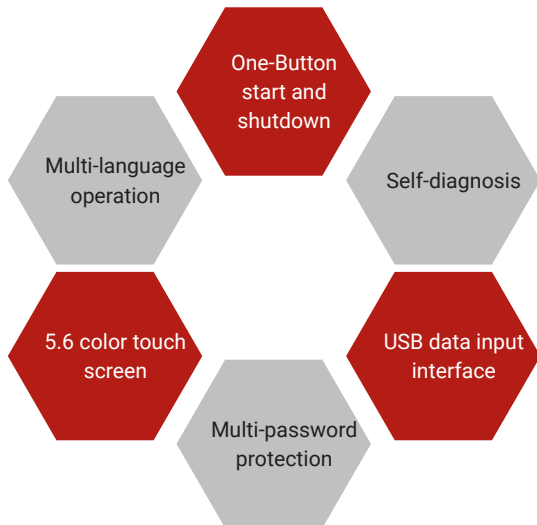 One-Button
start and
shutdown
Multi-language
operation
Self-diagnosis
5.6 color touch
screen
USB data input
interface
Multi-password
protection